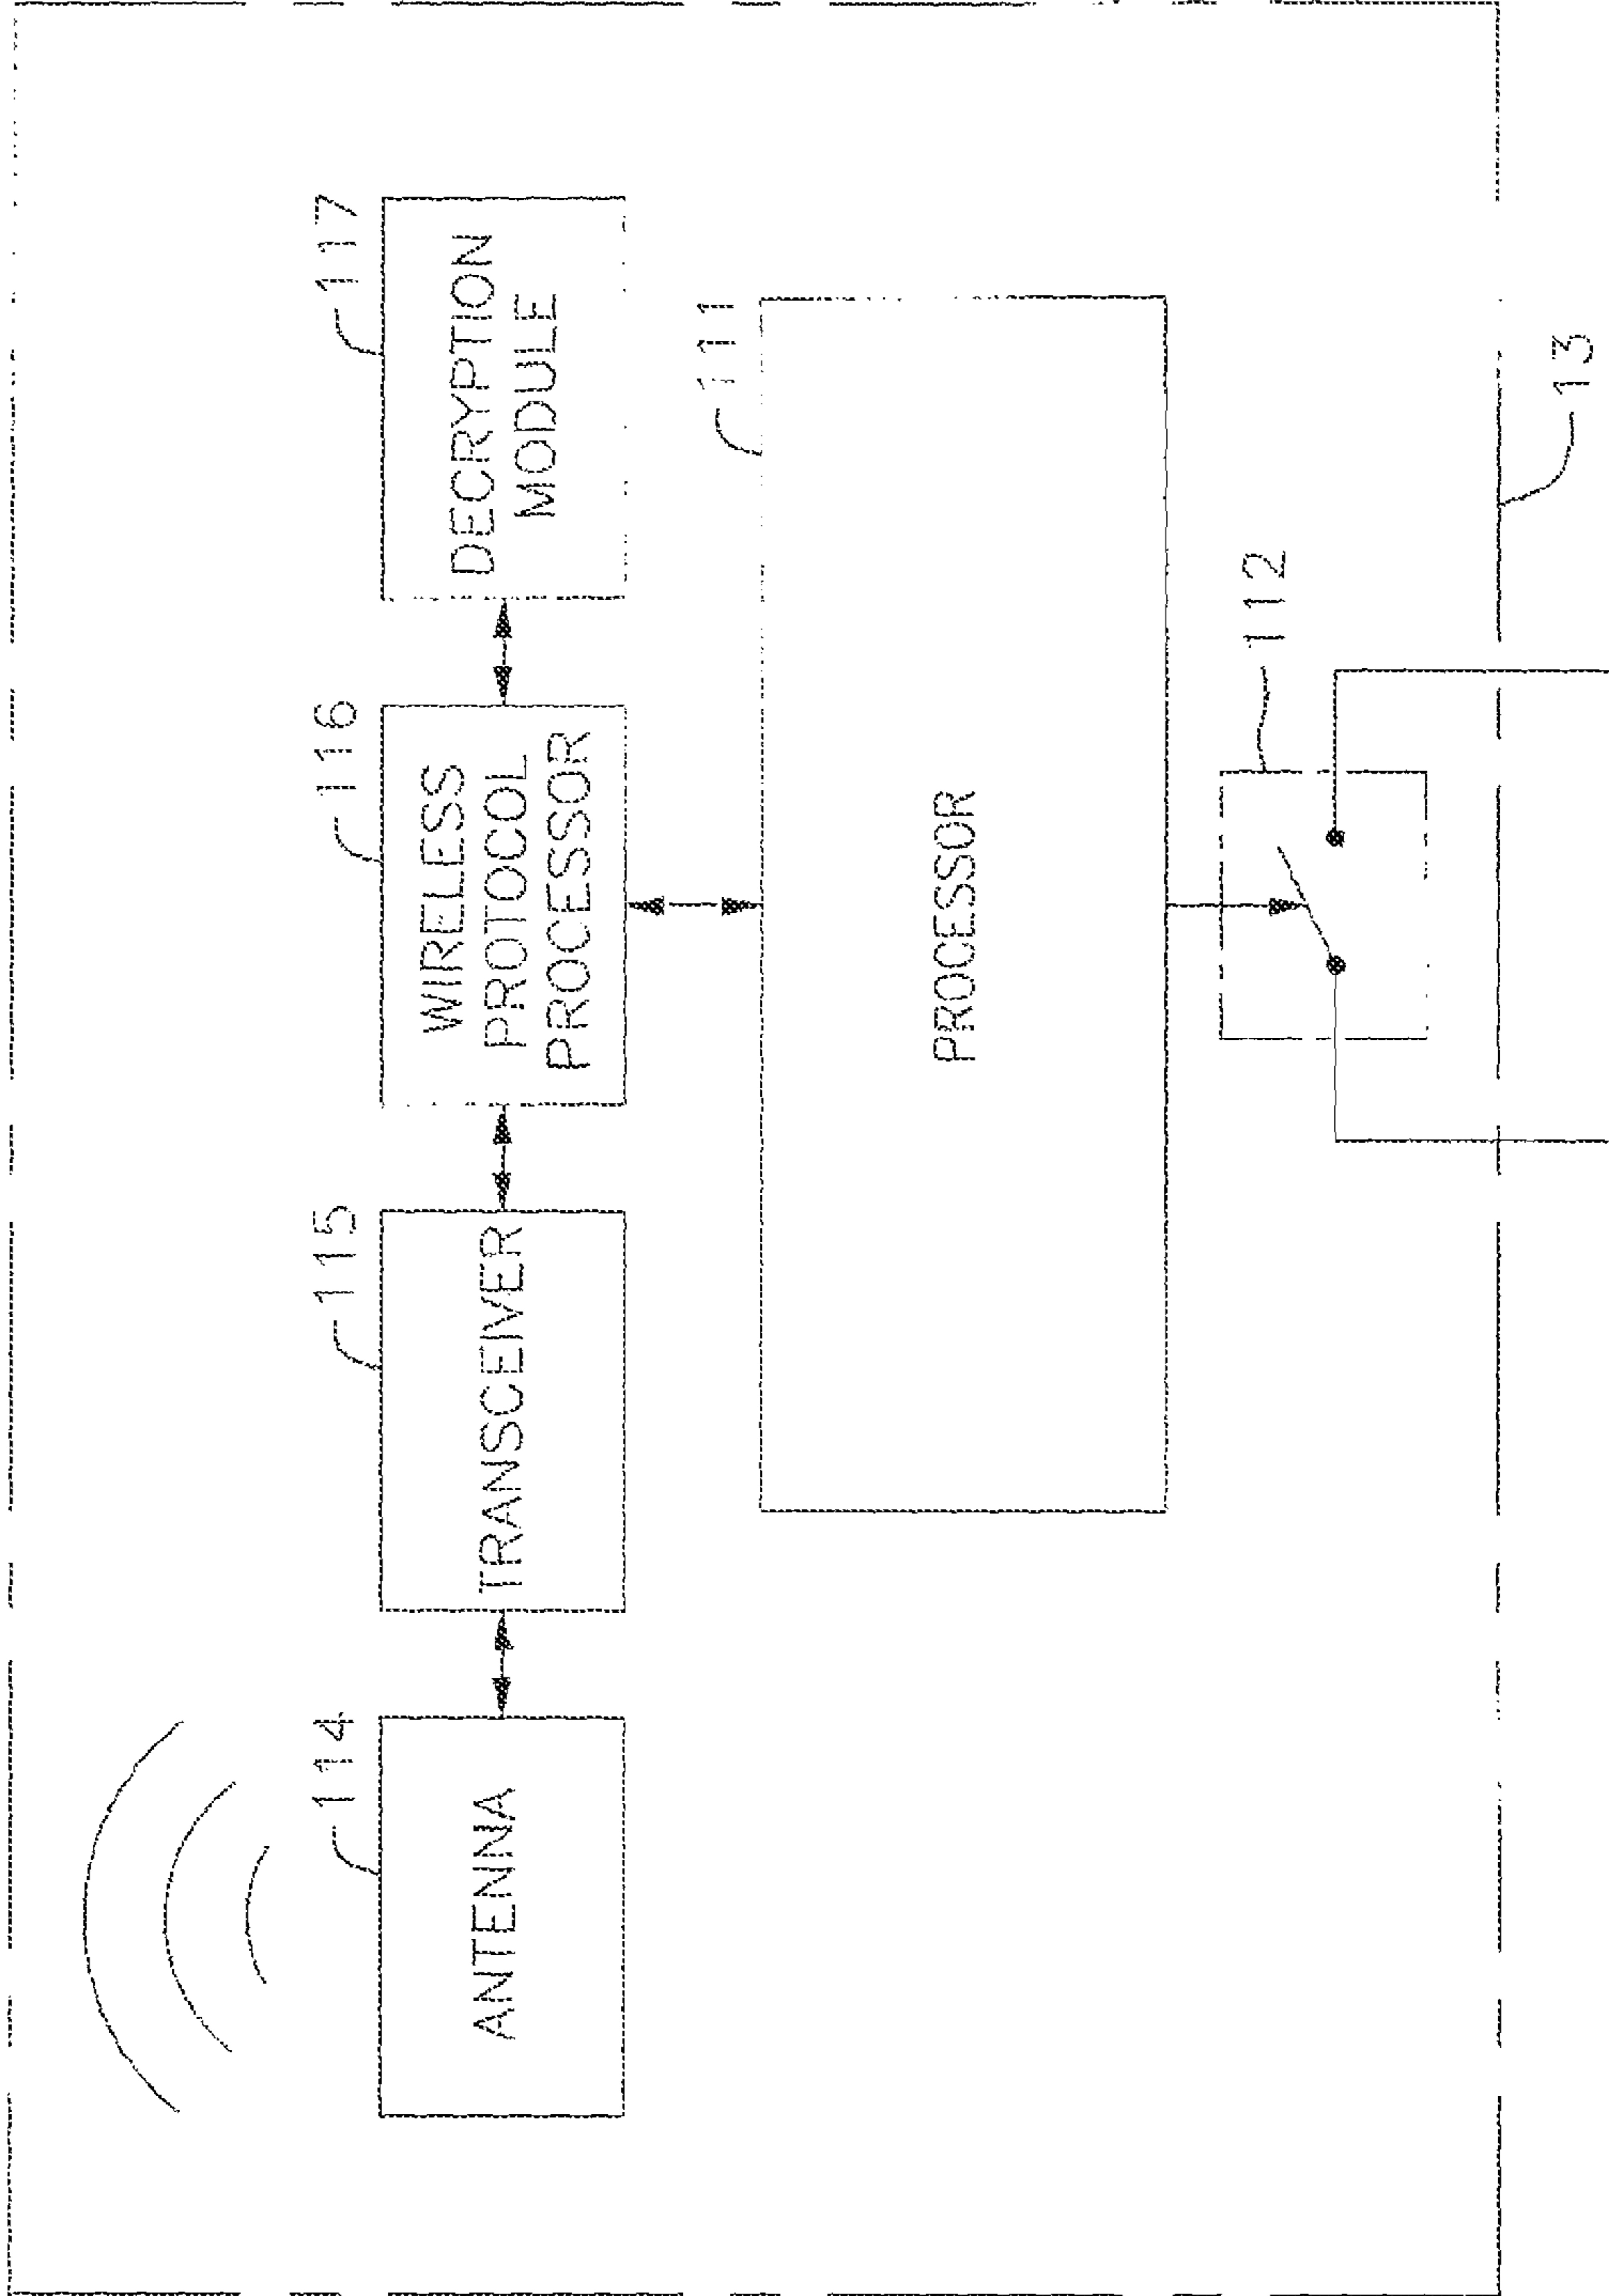 114
115
116
117
ANTENNA
TRANSCEIVER
WIRELESS
PROTOCOL
PROCESSOR
DECRYPTION
MODULE
111
PROCESSOR
112
13